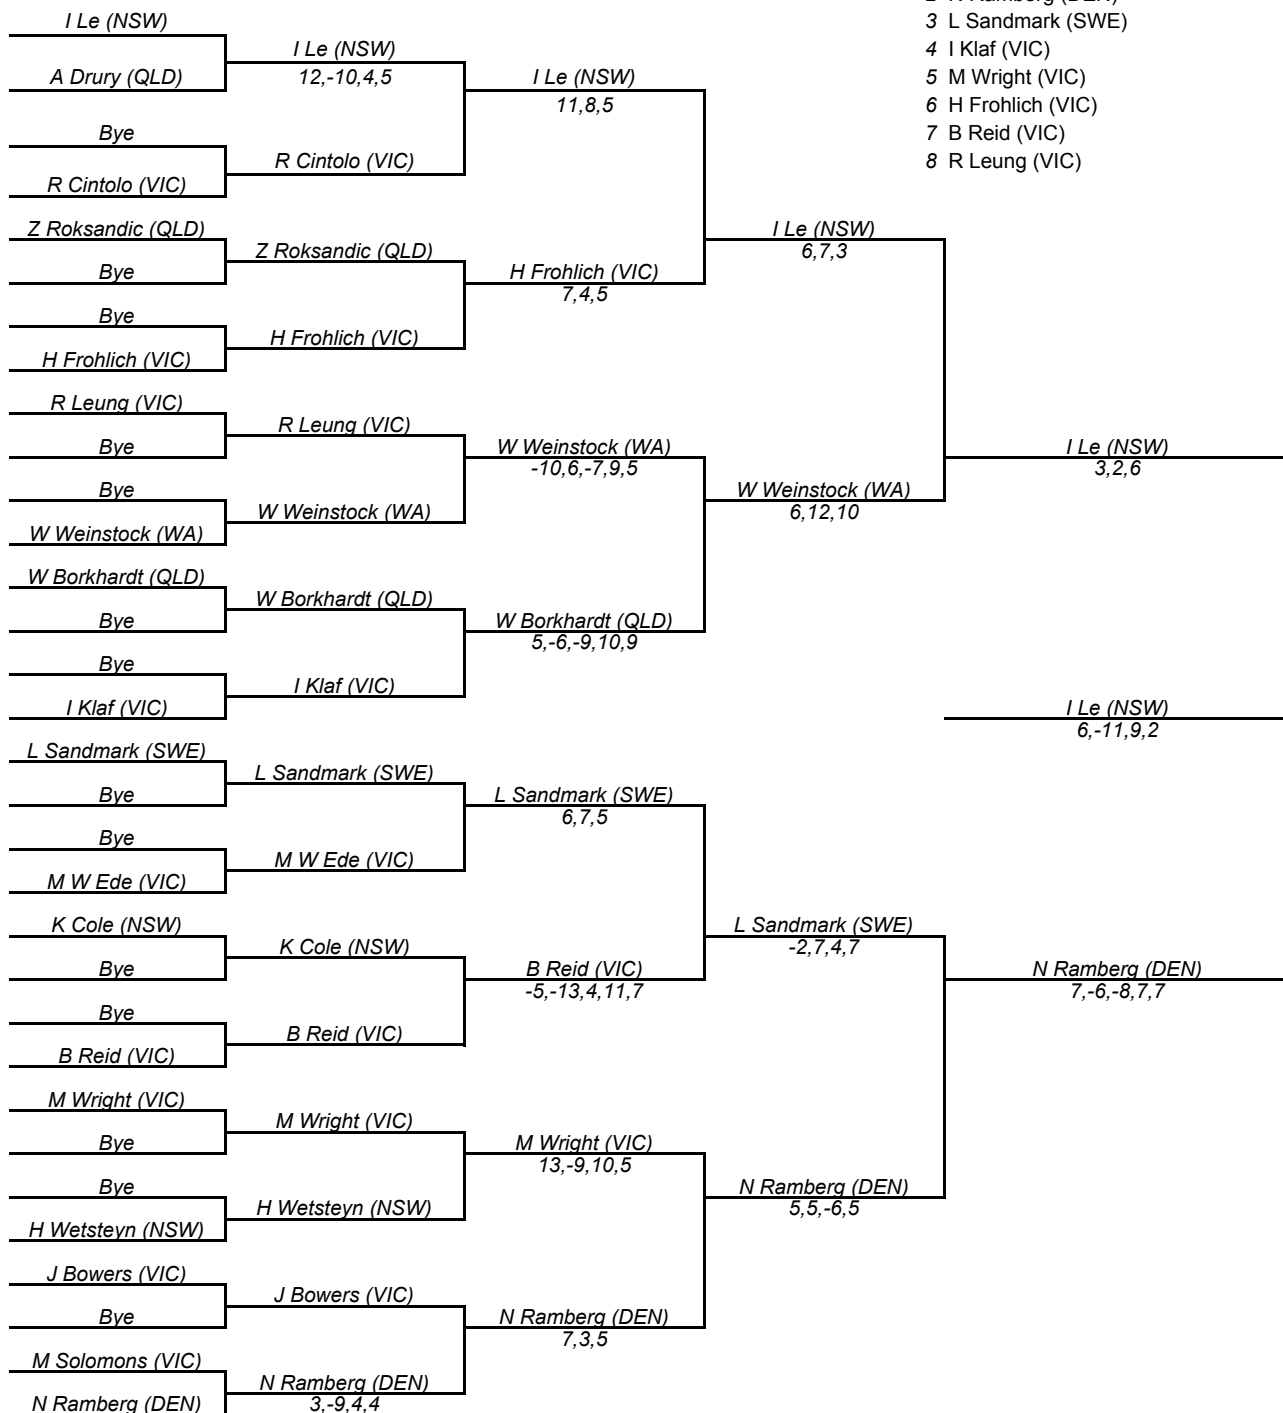 2 N Ramberg (DEN)
3 L Sandmark (SWE)
4 I Klaf (VIC)
5 M Wright (VIC)
6 H Frohlich (VIC)
7 B Reid (VIC)
8 R Leung (VIC)
I Le (NSW)
A Drury (QLD)
Bye
R Cintolo (VIC)
Z Roksandic (QLD)
Bye
Bye
H Frohlich (VIC)
R Leung (VIC)
Bye
Bye
W Weinstock (WA)
W Borkhardt (QLD)
Bye
Bye
I Klaf (VIC)
L Sandmark (SWE)
Bye
Bye
M W Ede (VIC)
K Cole (NSW)
Bye
Bye
B Reid (VIC)
M Wright (VIC)
Bye
Bye
H Wetsteyn (NSW)
J Bowers (VIC)
Bye
M Solomons (VIC)
N Ramberg (DEN)
I Le (NSW)
12,-10,4,5
R Cintolo (VIC)
Z Roksandic (QLD)
H Frohlich (VIC)
R Leung (VIC)
W Weinstock (WA)
W Borkhardt (QLD)
I Klaf (VIC)
L Sandmark (SWE)
M W Ede (VIC)
K Cole (NSW)
B Reid (VIC)
M Wright (VIC)
H Wetsteyn (NSW)
J Bowers (VIC)
N Ramberg (DEN)
3,-9,4,4
I Le (NSW)
11,8,5
H Frohlich (VIC)
7,4,5
W Weinstock (WA)
-10,6,-7,9,5
W Borkhardt (QLD)
5,-6,-9,10,9
L Sandmark (SWE)
6,7,5
B Reid (VIC)
-5,-13,4,11,7
M Wright (VIC)
13,-9,10,5
N Ramberg (DEN)
7,3,5
I Le (NSW)
6,7,3
W Weinstock (WA)
6,12,10
L Sandmark (SWE)
-2,7,4,7
N Ramberg (DEN)
5,5,-6,5
I Le (NSW)
3,2,6
I Le (NSW)
6,-11,9,2
N Ramberg (DEN)
7,-6,-8,7,7